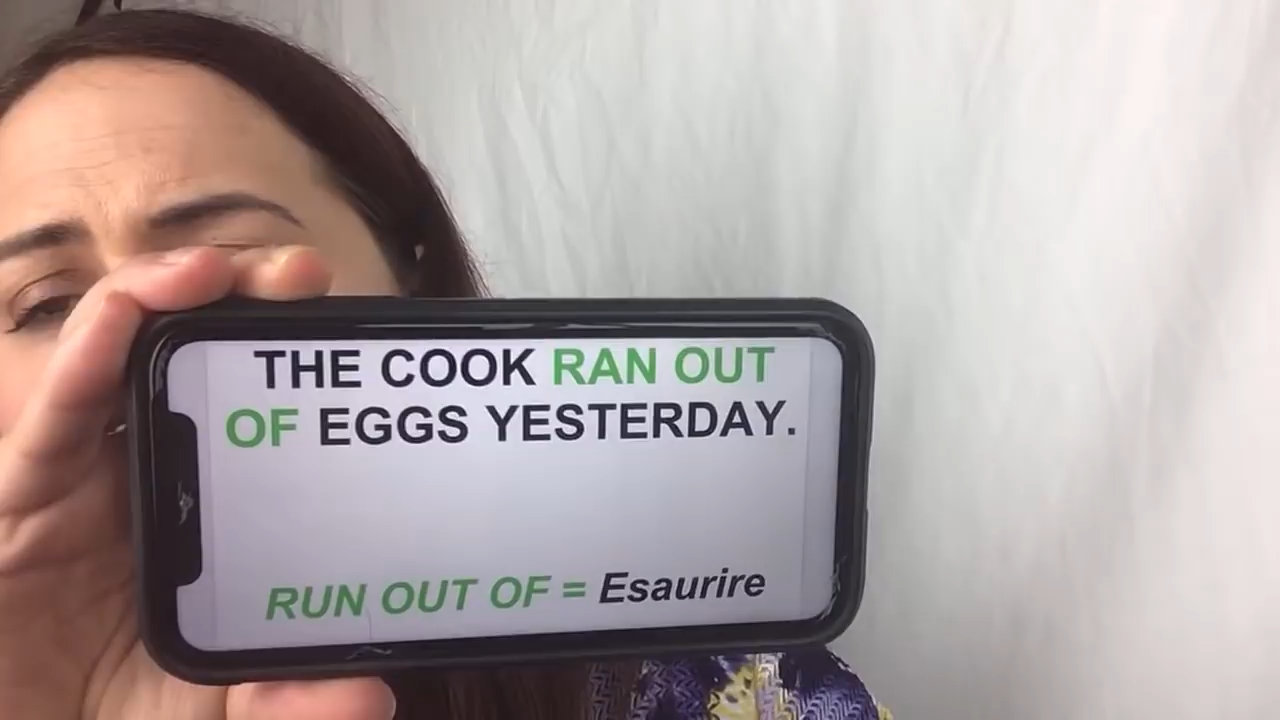 THE COOK RAN OUT
OF EGGS YESTERDAY.
RUN OUT OF = Esaurire